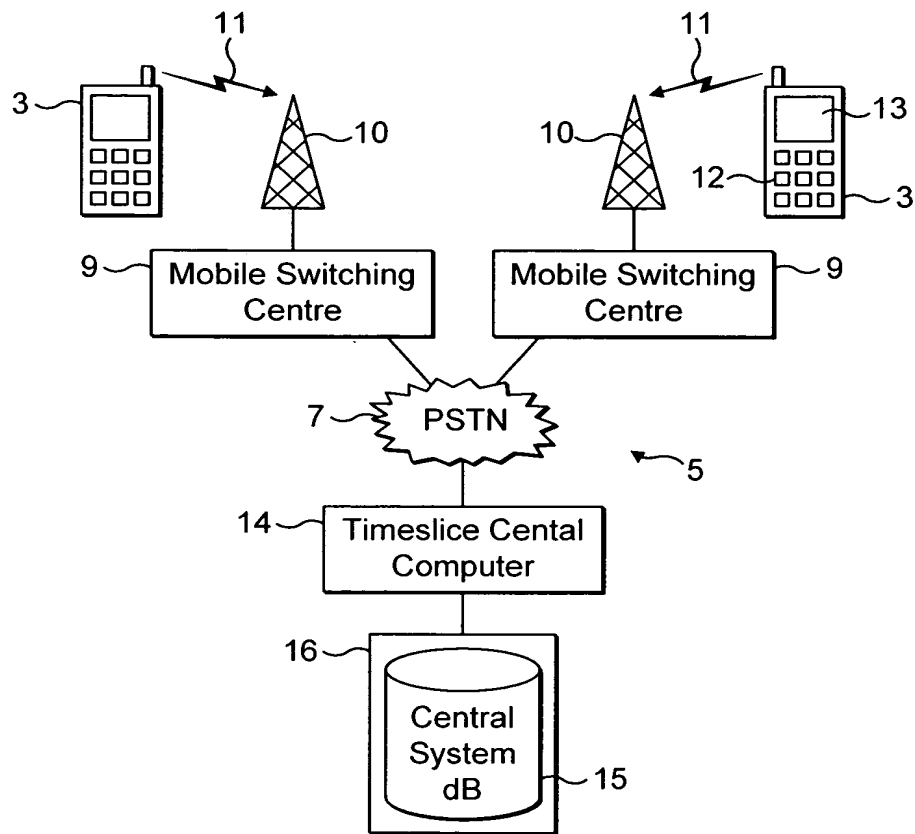 11
11
3
10
10
13
12
3
9
Mobile Switching
Centre
Mobile Switching
Centre
9
7
PSTN
5
14
Timeslice Cental
Computer
16
Central
System
dB
15